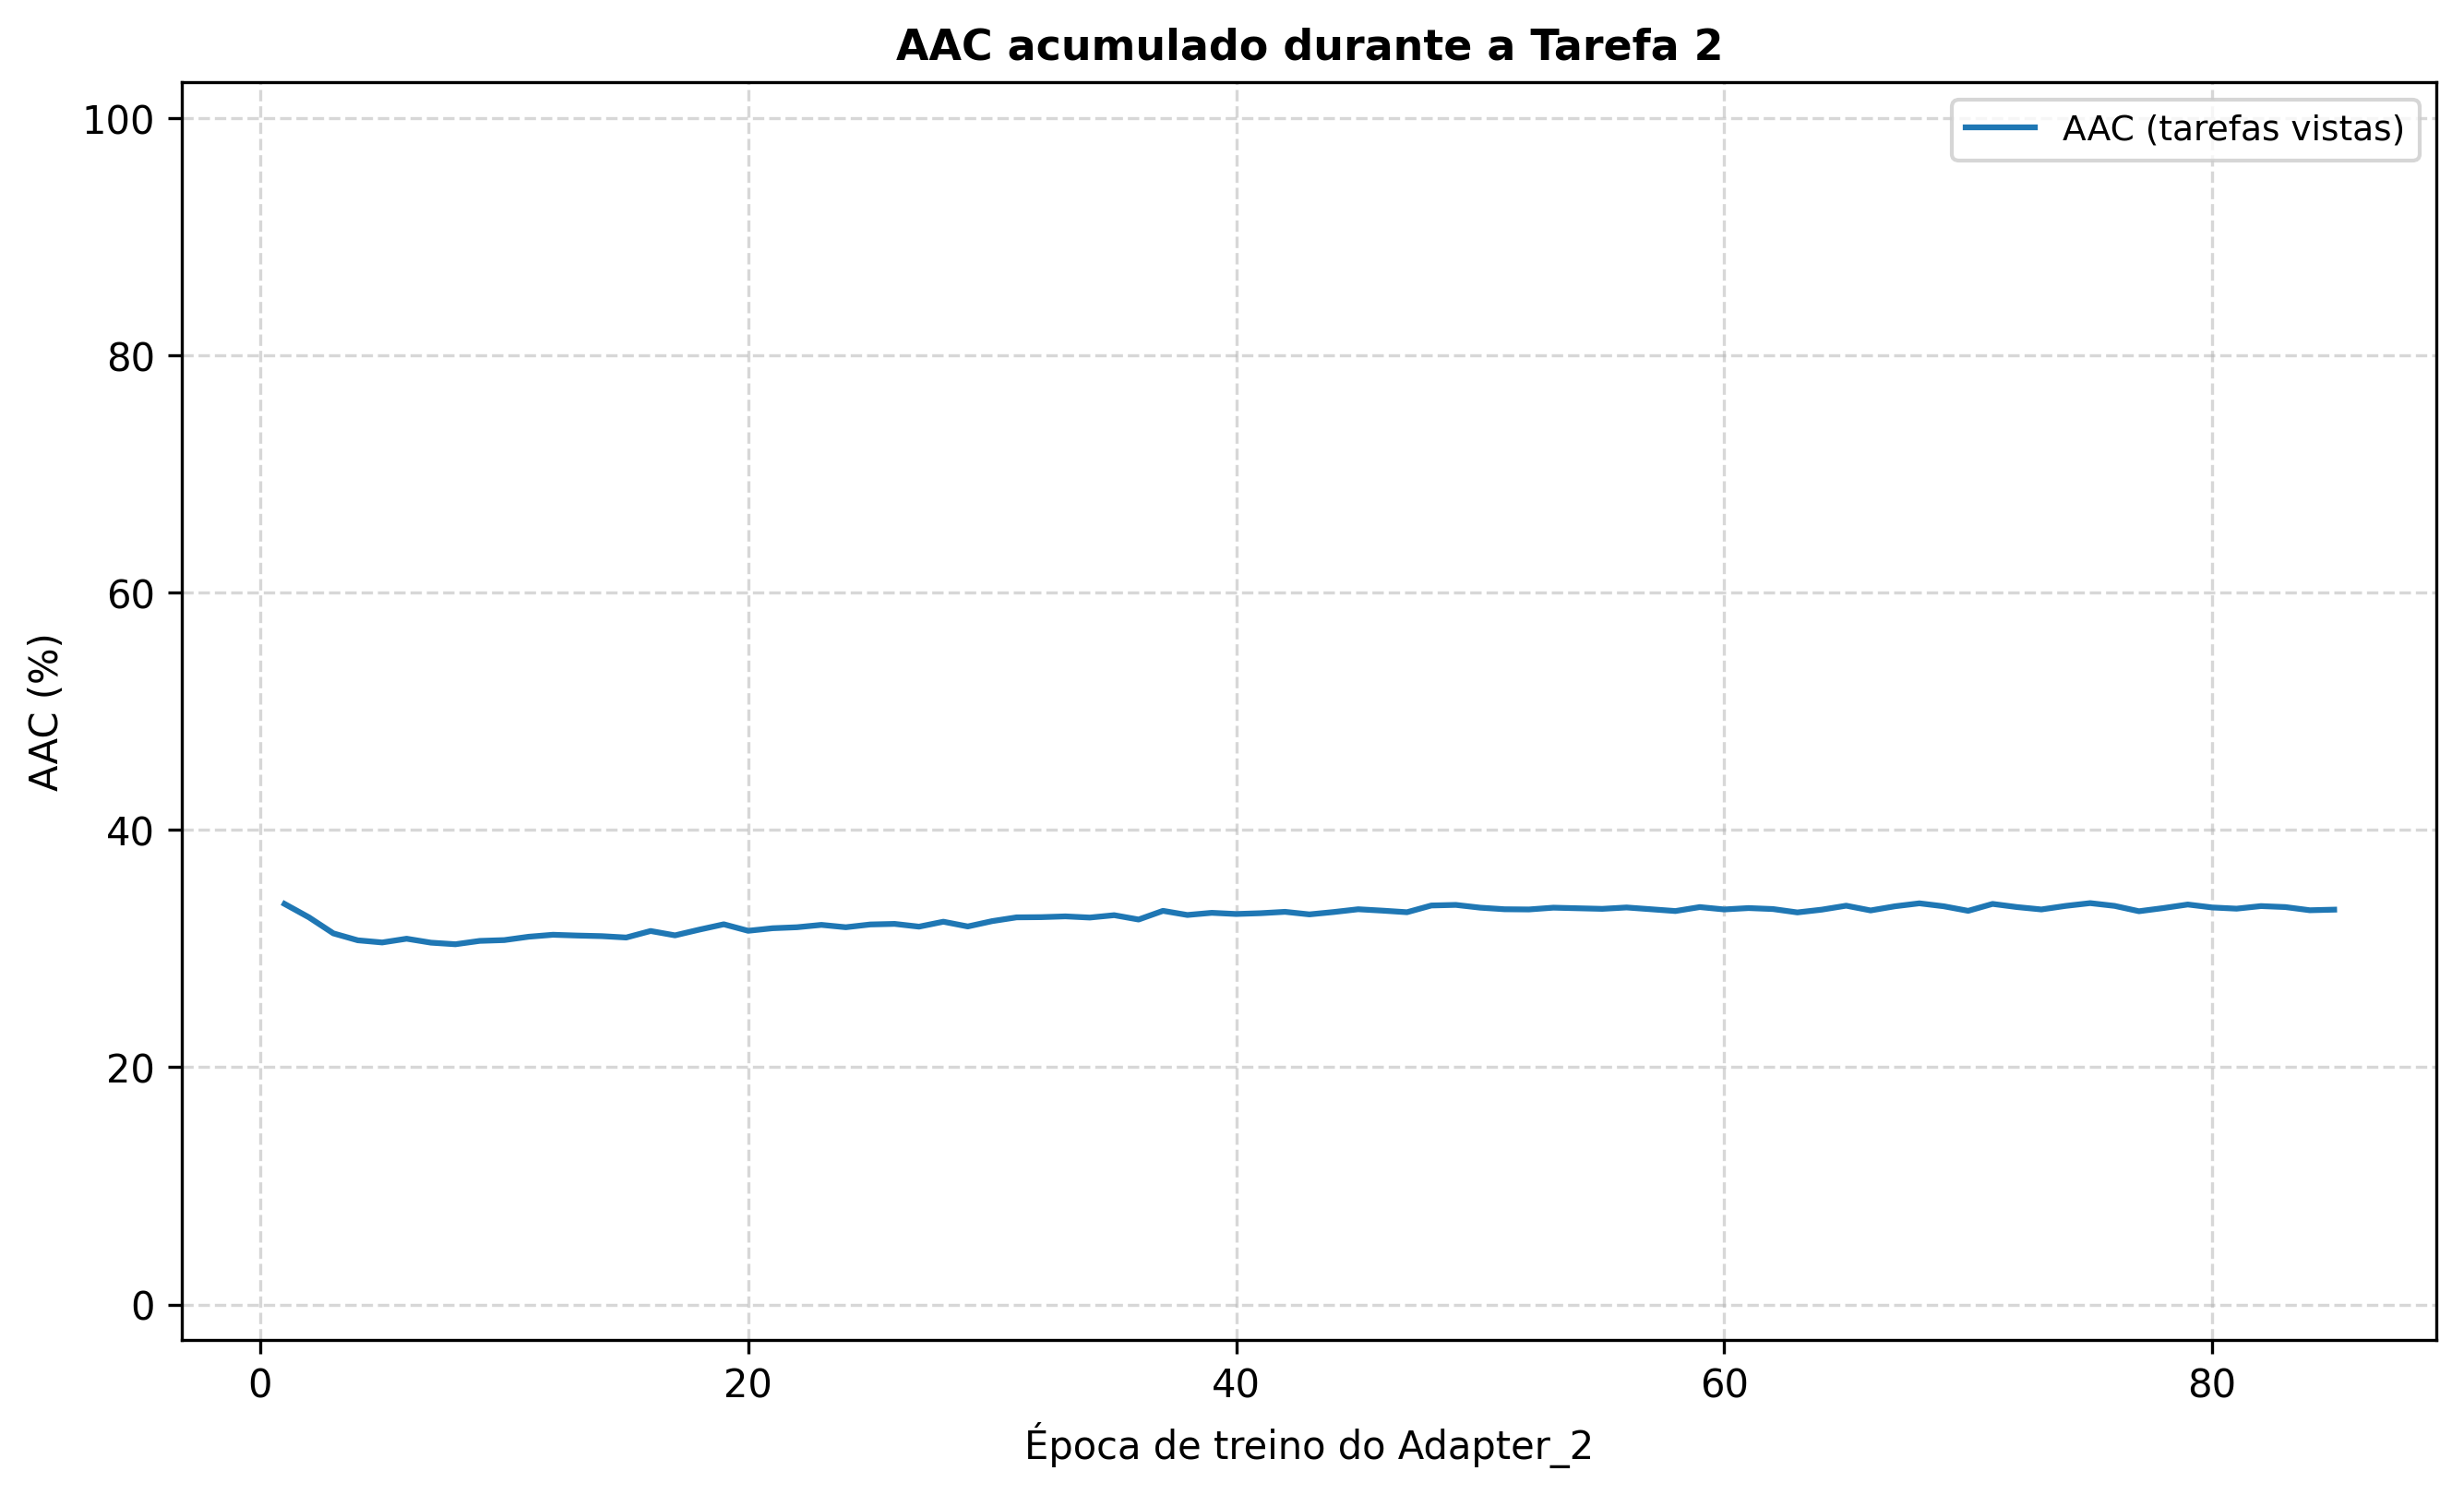 AAC acumulado durante a Tarefa 2
AAC (tarefas vistas)
100
80
60
40
20
0
AAC (%)
0 20 40 60 80
Época de treino do Adapter_2